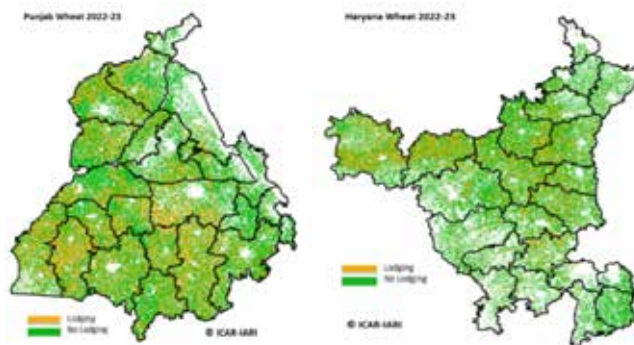 Punjab Wheat 2022-23
Haryana Wheat 2022-23
Lodging
No Lodging
© ICAR-IARI
Lodging
No Lodging
© ICAR-IARI